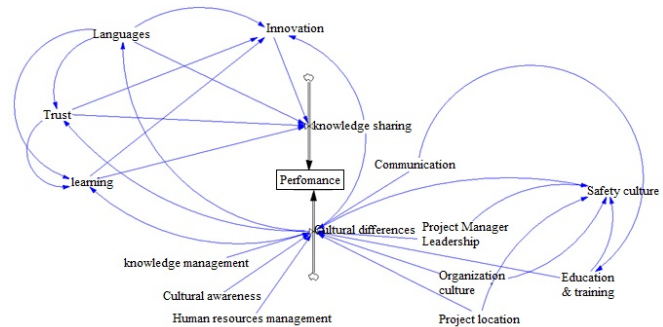 Innovation
Languages
Trust
knowledge sharing
Communication
learning
Perfomance
Safety culture
Cultural differences
Project Manager
Leadership
knowledge management
Organization
culture
Education
& training
Cultural awareness
Human resources management
Project location